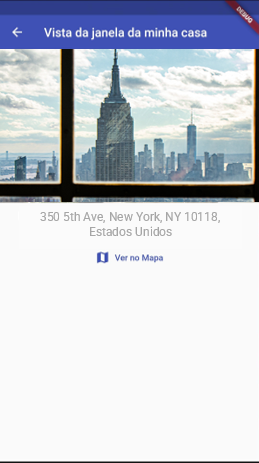 Vista da janela da minha casa
DEBUG
350 5th Ave, New York, NY 10118,
Estados Unidos
Ver no Mapa